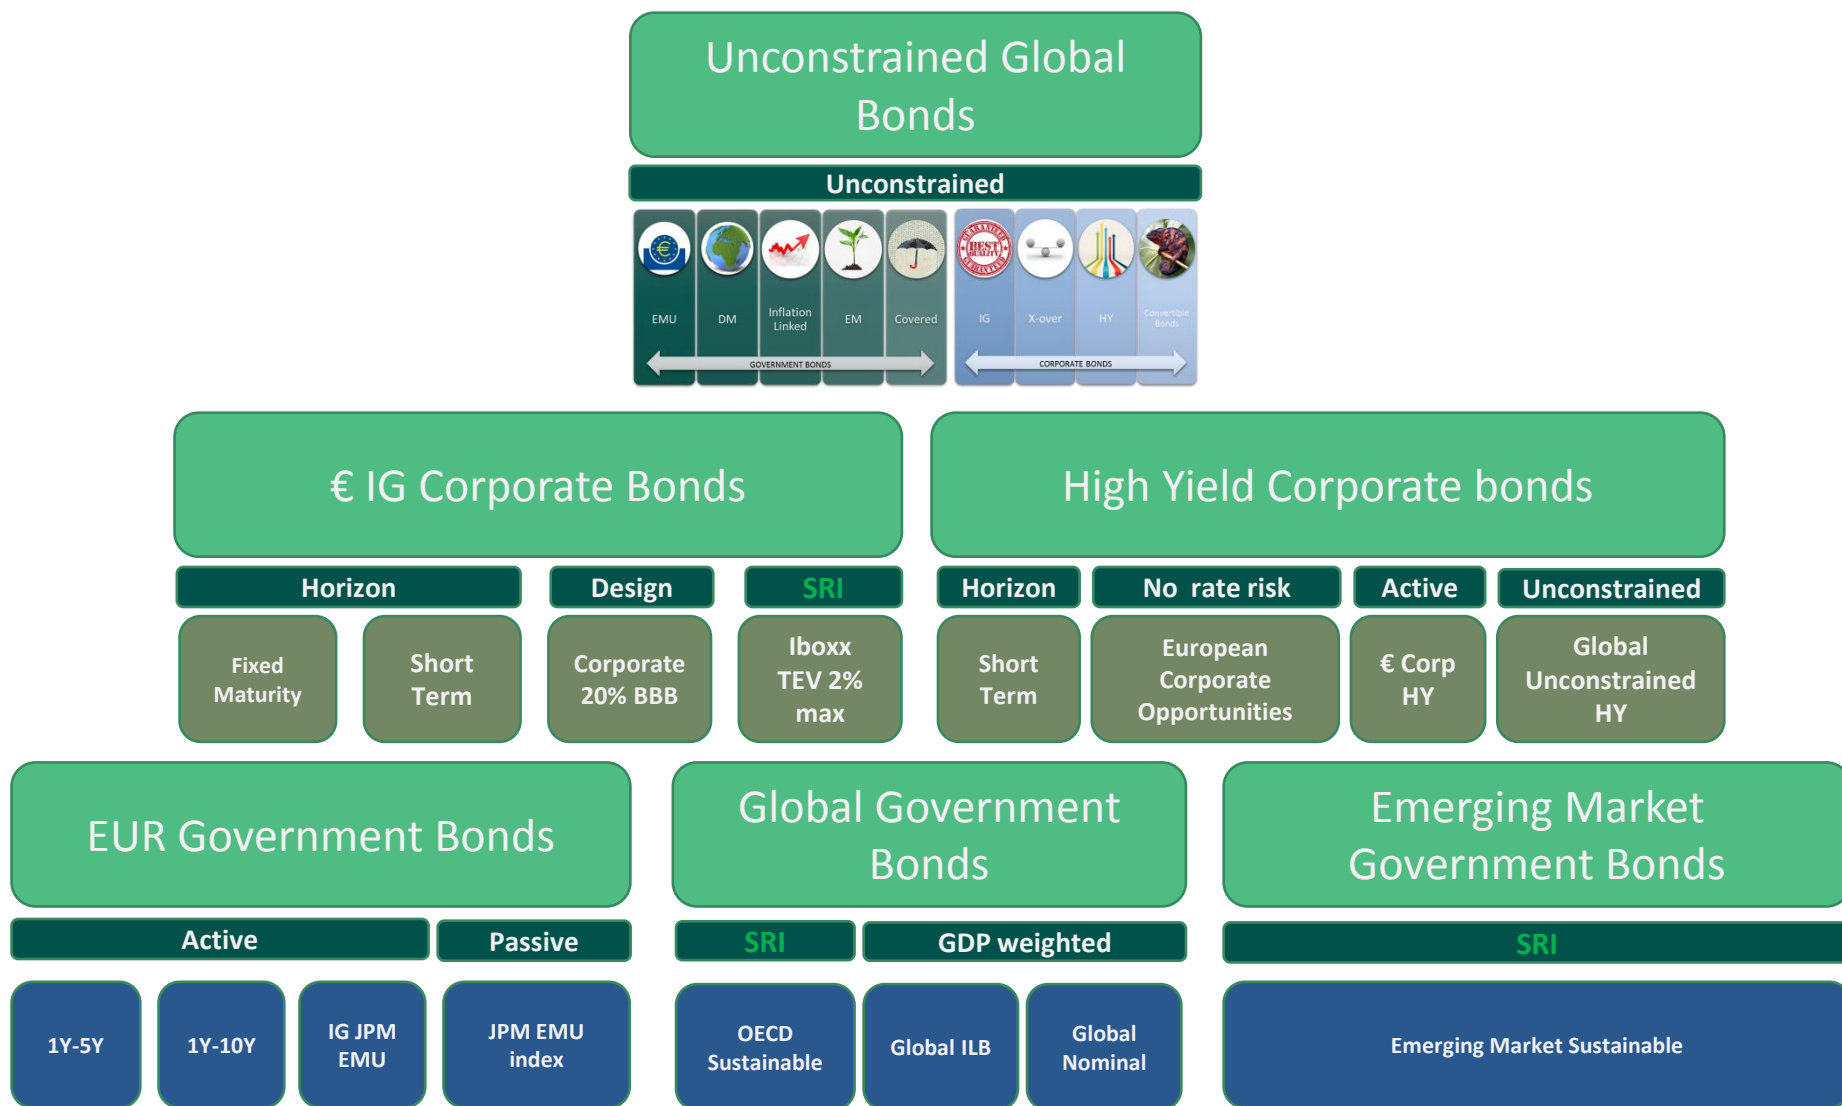 Unconstrained Global
Bonds
Unconstrained
GUARANTEED
BEST
QUALITY
GUARANTEED
EMU
DM
Inflation
Linked
EM
Covered
IG
X-over
HY
Convertible
Bonds
GOVERNMENT BONDS
CORPORATE BONDS
€ IG Corporate Bonds
High Yield Corporate bonds
Horizon
Design
SRI
Horizon
No rate risk
Active
Unconstrained
Fixed
Maturity
Short
Term
Corporate
20% BBB
Iboxx
TEV 2%
max
Short
Term
European
Corporate
Opportunities
€ Corp
HY
Global
Unconstrained
HY
EUR Government Bonds
Global Government
Bonds
Emerging Market
Government Bonds
Active
Passive
SRI
GDP weighted
SRI
1Y-5Y
1Y-10Y
IG JPM
EMU
JPM EMU
index
OECD
Sustainable
Global ILB
Global
Nominal
Emerging Market Sustainable